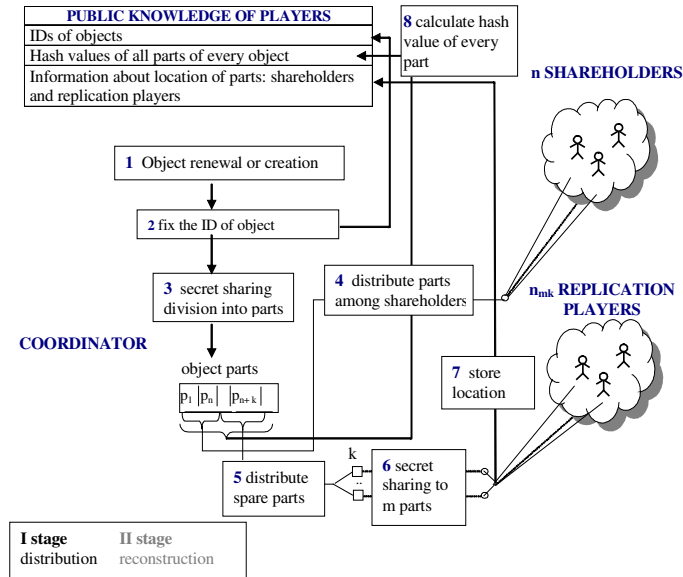 PUBLIC KNOWLEDGE OF PLAYERS
IDs of objects
Hash values of all parts of every object
Information about location of parts: shareholders
and replication players
8 calculate hash
value of every
part
n SHAREHOLDERS
1 Object renewal or creation
2 fix the ID of object
3 secret sharing
division into parts
4 distribute parts
among shareholders
n_mk REPLICATION
PLAYERS
COORDINATOR
object parts
p_1 |p_n| |p_{n+k}|
7 store
location
5 distribute
spare parts
k
..
6 secret
sharing to
m parts
I stage
distribution
II stage
reconstruction